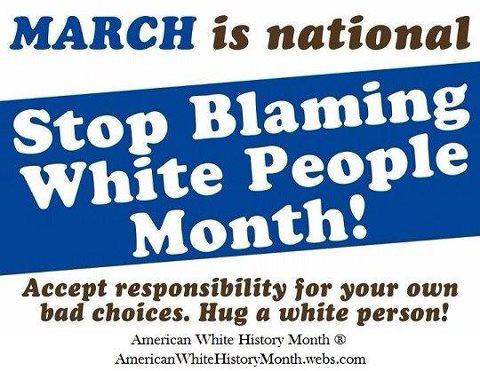 MARCH is national
Stop Blaming
White People
Month!
Accept responsibility for your own
bad choices. Hug a white person!
American White History Month ®
AmericanWhiteHistoryMonth.webs.com